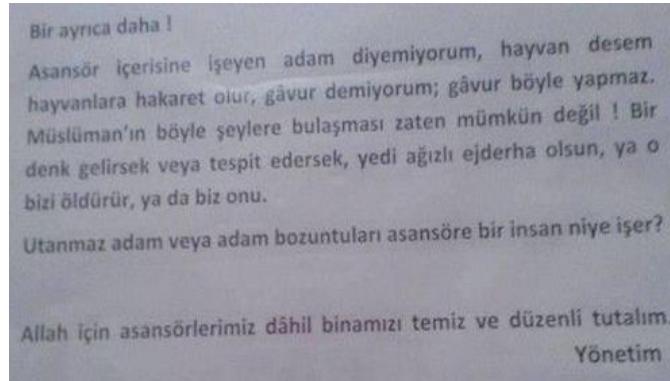 Bir ayrıca daha !
Asansör içerisine işeyen adam diyemiyorum, hayvan desem
hayvanlara hakaret olur, gâvur demiyorum; gâvur böyle yapmaz.
Müslüman'ın böyle şeylere bulaşması zaten mümkün değil ! Bir
denk gelirsek veya tespit edersek, yedi ağızlı ejderha olsun, ya o
bizi öldürür, ya da biz onu.
Utanmaz adam veya adam bozuntuları asansöre bir insan niye işer?
Allah için asansörlerimiz dâhil binamızı temiz ve düzenli tutalım.
Yönetim